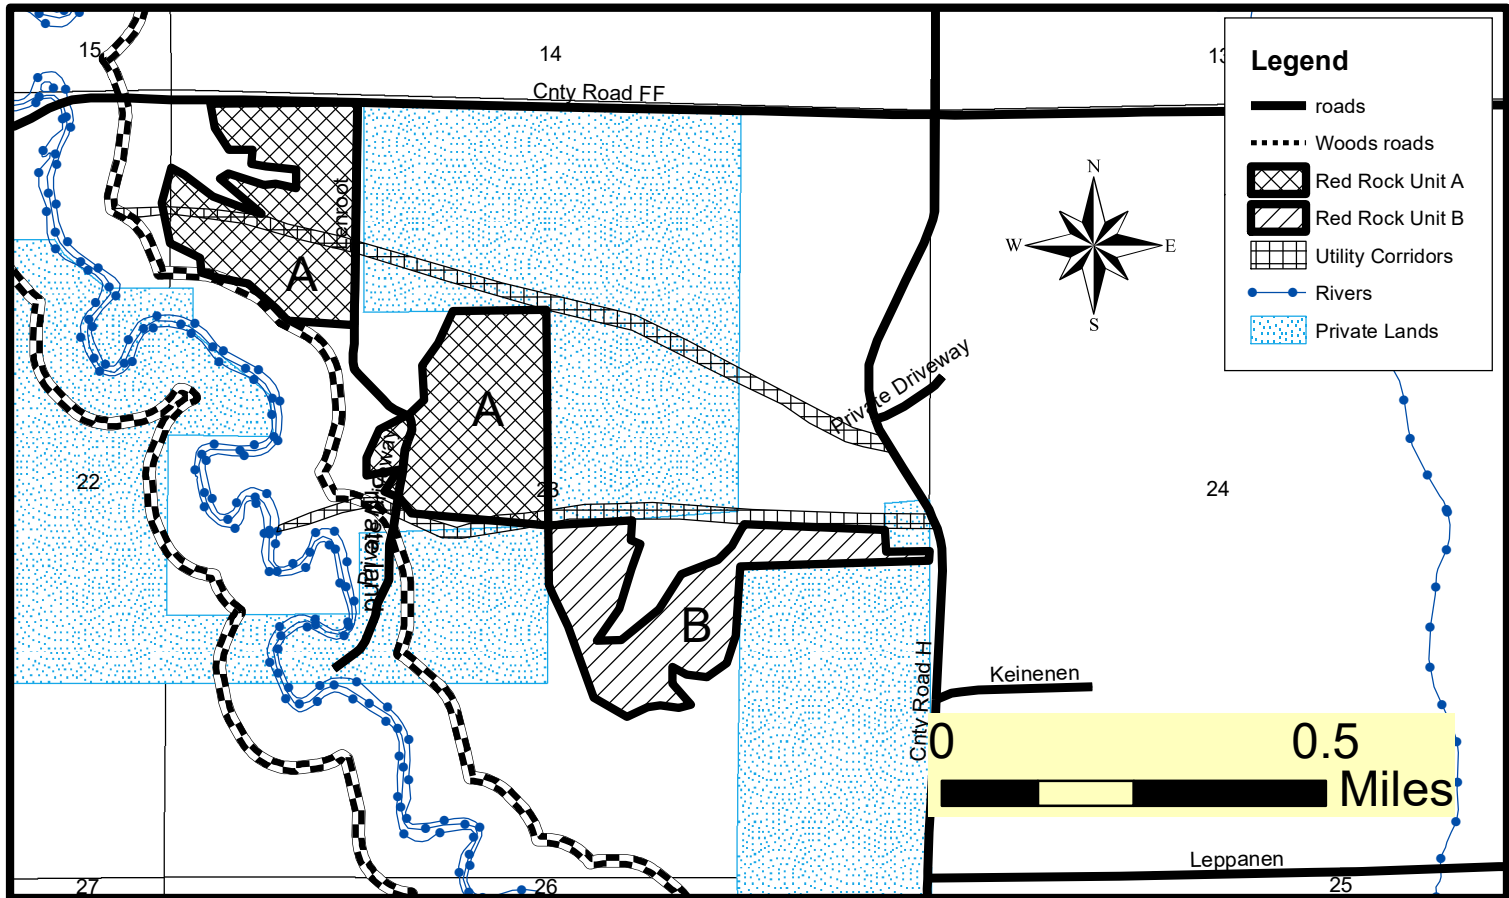 15
14
13
Cnty Road FF
Legend
roads
Woods roads
Red Rock Unit A
Red Rock Unit B
Utility Corridors
Rivers
Private Lands
N
W
E
S
A
A
Private Driveway
22
23
24
B
Cnty Road H
Keinenen
0
0.5
Miles
Leppanen
27
26
25